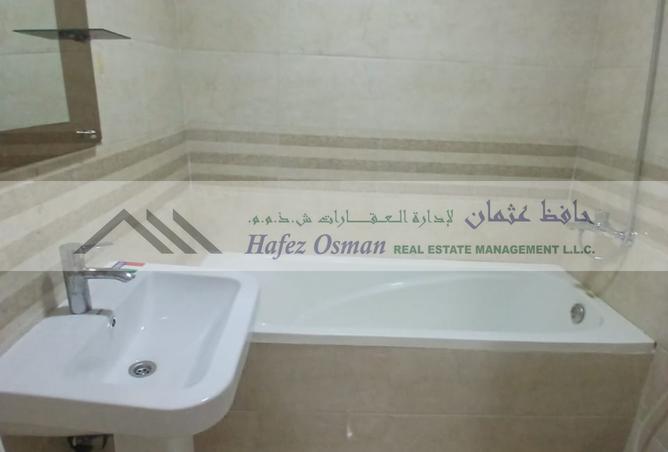 حافظ عثمان لإدارة العقارات ش.ذ.م.م.
Hafez Osman REAL ESTATE MANAGEMENT L.L.C.